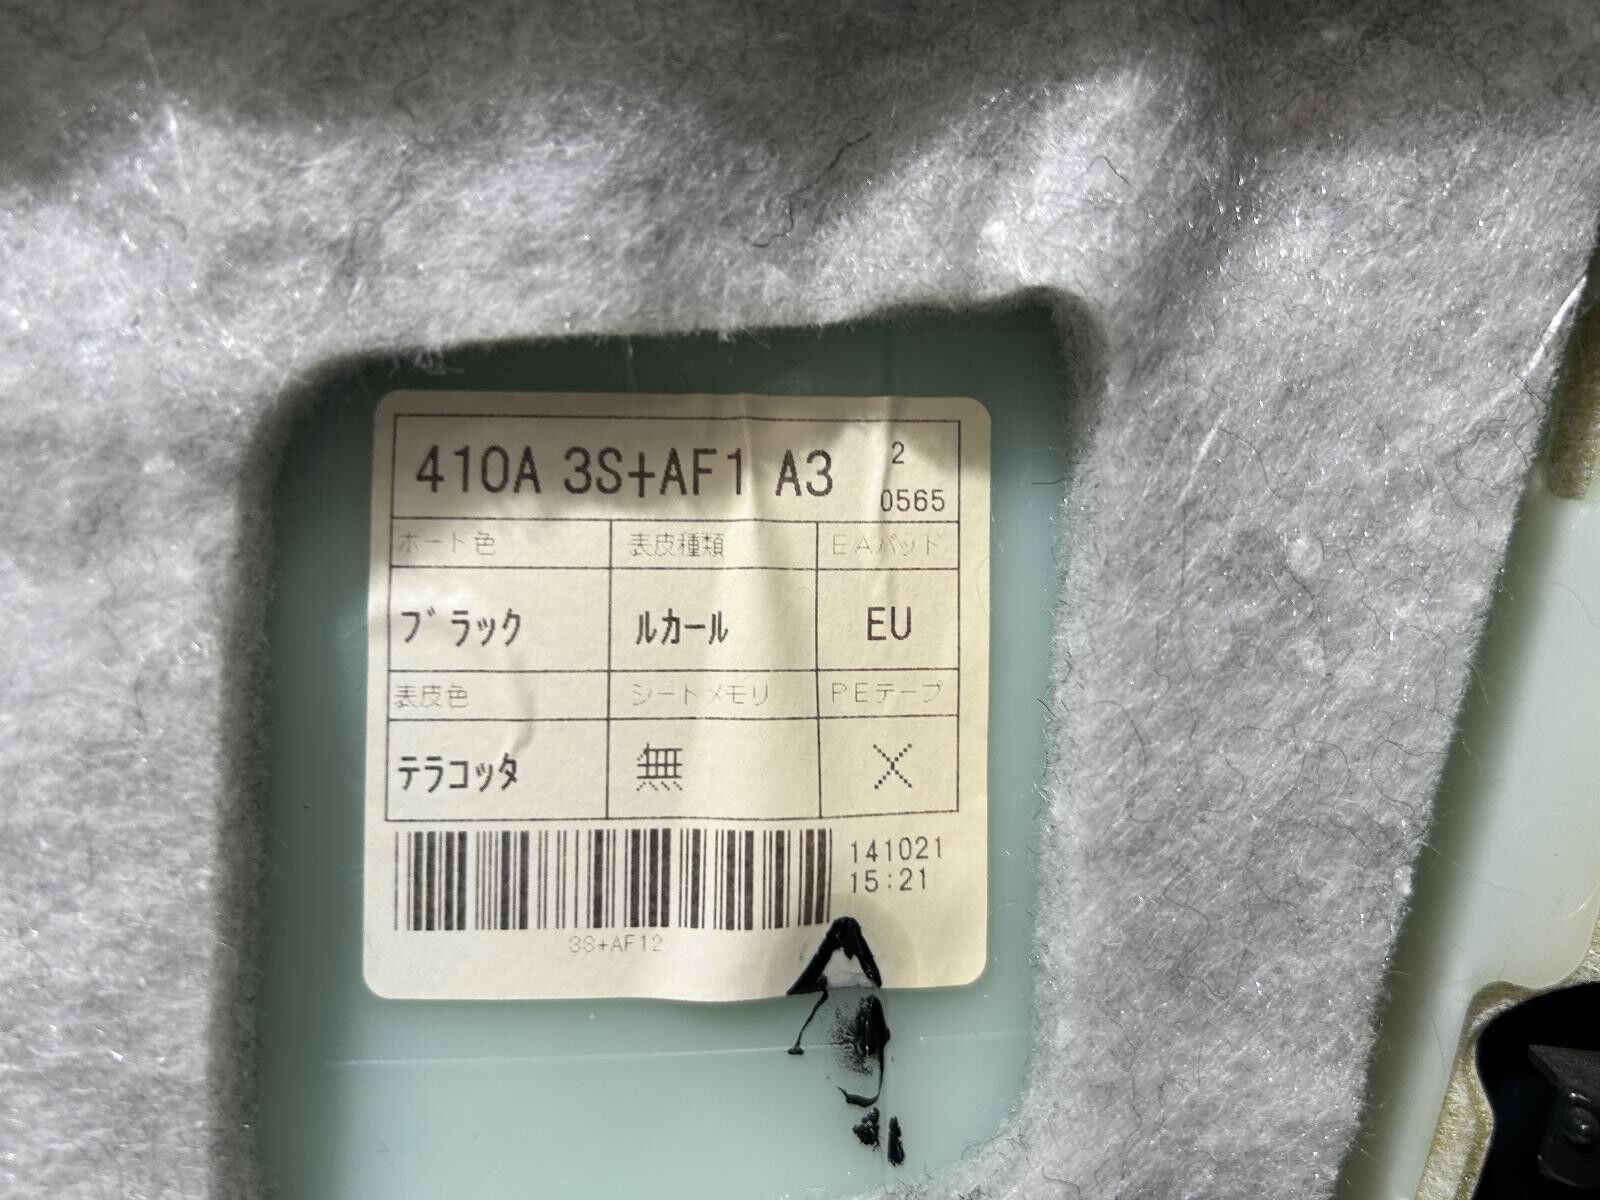 410A 3S+AF1 A3 2
0565
ボード色 表皮種類 EAパッド
ブラック ルカール EU
表皮色 シートメモリ PEテープ
テラコッタ 無 ×
141021
15:21
3S+AF12